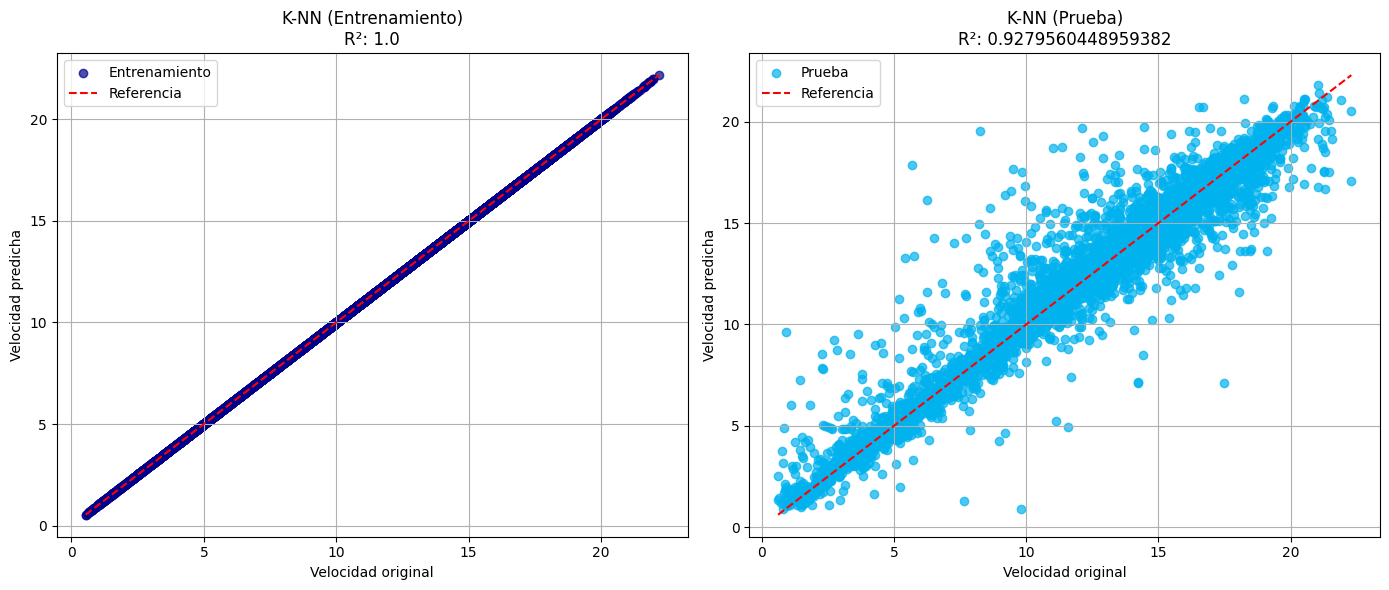 K-NN (Entrenamiento)
R²: 1.0
Entrenamiento
Referencia
Velocidad predicha
20
15
10
5
0
0 5 10 15 20
Velocidad original
K-NN (Prueba)
R²: 0.9279560448959382
Prueba
Referencia
Velocidad predicha
20
15
10
5
0
0 5 10 15 20
Velocidad original